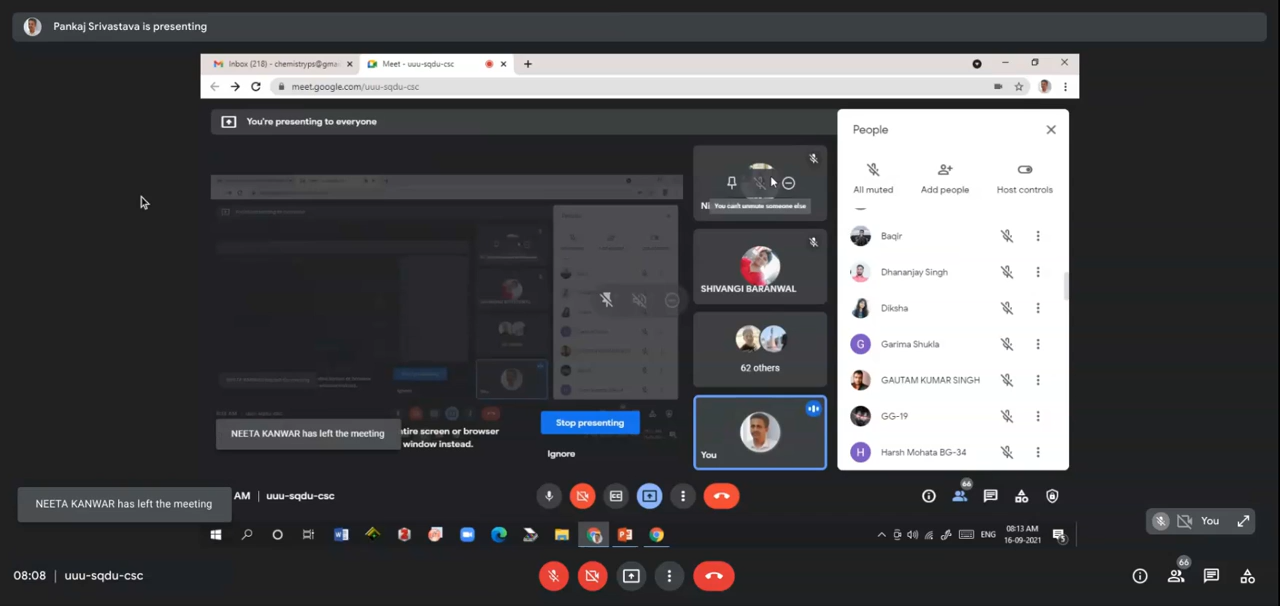 Pankaj Srivastava is presenting
Inbox (218) - chemistryps@gma
Meet - uuu-sqdu-csc
meet.google.com/uuu-sqdu-csc
You're presenting to everyone
People
All muted
Add people
Host controls
Ni
You can't unmute someone else
SHIVANGI BARANWAL
62 others
You
Baqir
Dhananjay Singh
Diksha
Garima Shukla
G
GAUTAM KUMAR SINGH
GG-19
H
Harsh Mohata BG-34
NEETA KANWAR has left the meeting
ntire screen or browser
window instead.
Stop presenting
Ignore
AM | uuu-sqdu-csc
66
NEETA KANWAR has left the meeting
You
ENG
08:13 AM
16-09-2021
08:08 | uuu-sqdu-csc
66